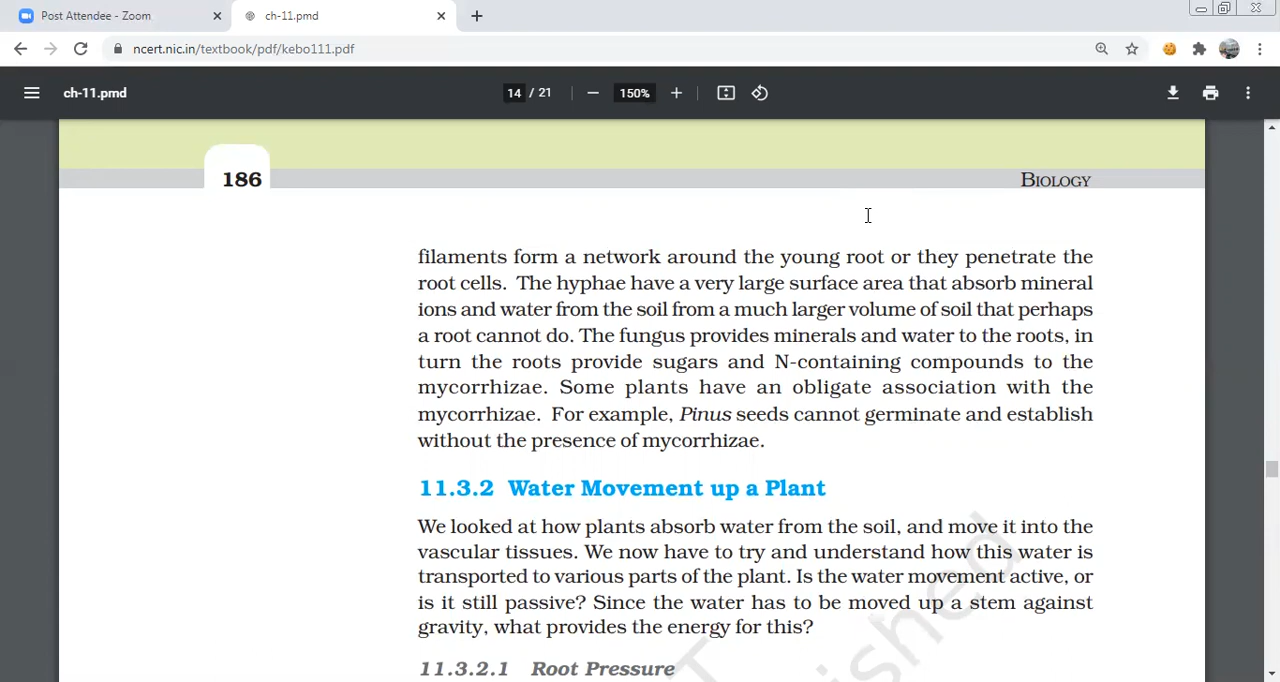 Post Attendee - Zoom
ch-11.pmd
ncert.nic.in/textbook/pdf/kebo111.pdf
ch-11.pmd
14 / 21
150%
186
BIOLOGY
filaments form a network around the young root or they penetrate the
root cells. The hyphae have a very large surface area that absorb mineral
ions and water from the soil from a much larger volume of soil that perhaps
a root cannot do. The fungus provides minerals and water to the roots, in
turn the roots provide sugars and N-containing compounds to the
mycorrhizae. Some plants have an obligate association with the
mycorrhizae. For example, Pinus seeds cannot germinate and establish
without the presence of mycorrhizae.
11.3.2 Water Movement up a Plant
We looked at how plants absorb water from the soil, and move it into the
vascular tissues. We now have to try and understand how this water is
transported to various parts of the plant. Is the water movement active, or
is it still passive? Since the water has to be moved up a stem against
gravity, what provides the energy for this?
11.3.2.1 Root Pressure